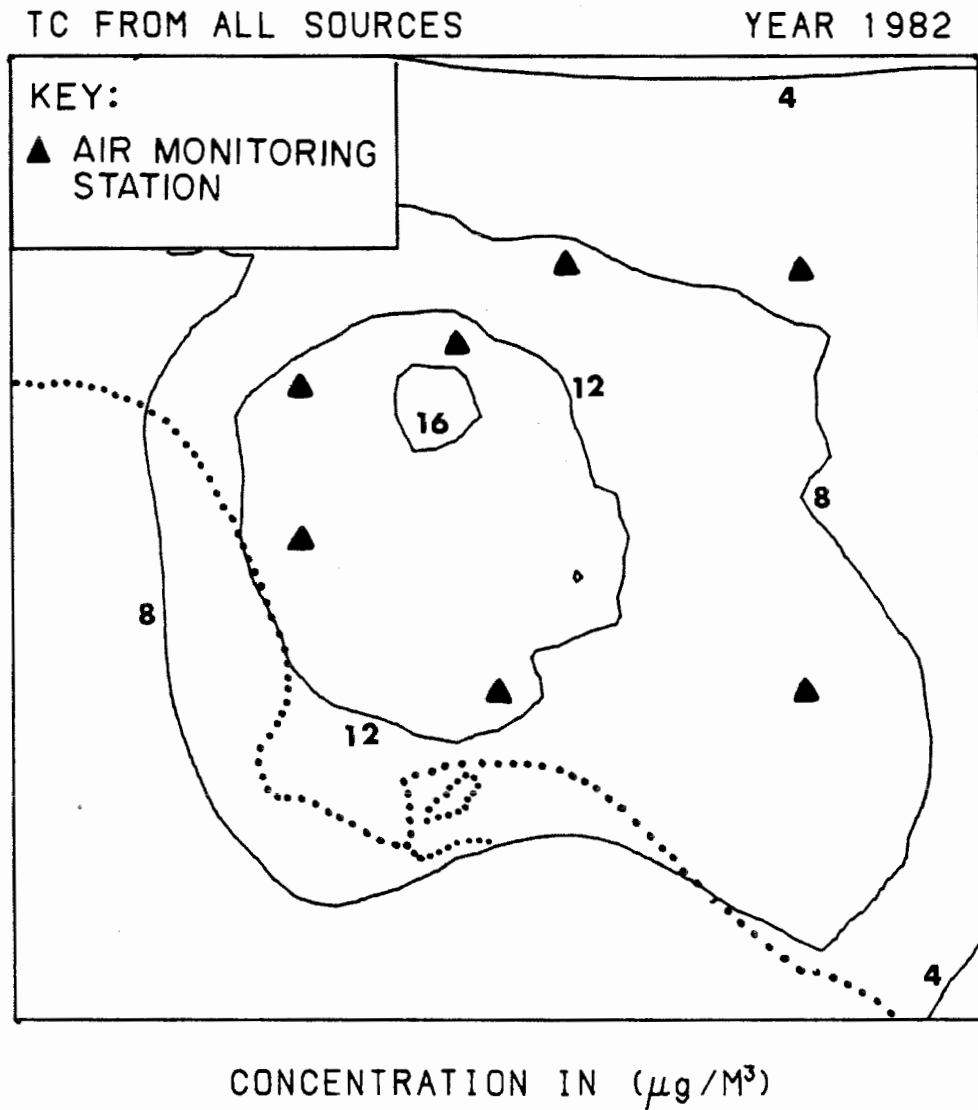 TC FROM ALL SOURCES YEAR 1982
KEY:
▲ AIR MONITORING
STATION
4
12
16
8
8
12
4
CONCENTRATION IN (μg/M³)